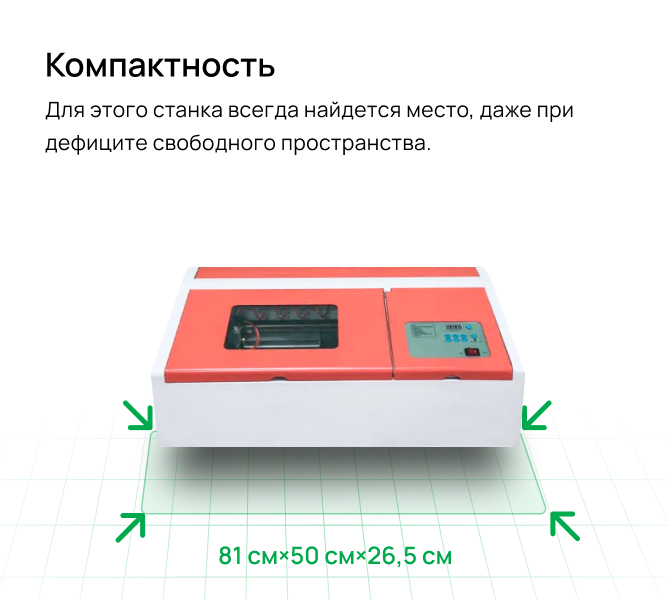 Компактность
Для этого станка всегда найдется место, даже при
дефиците свободного пространства.
81 см×50 см×26,5 см